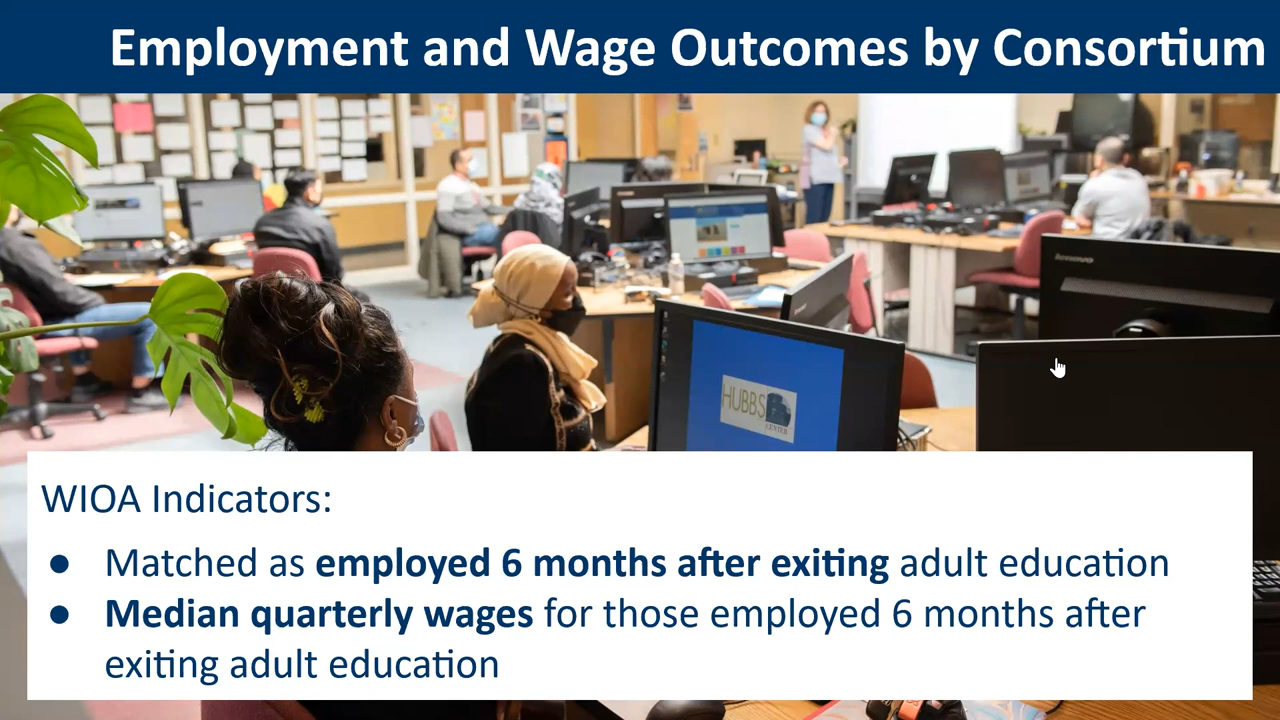 Employment and Wage Outcomes by Consortium
lenovo
HUBBS
CENTER
WIOA Indicators:
● Matched as employed 6 months after exiting adult education
● Median quarterly wages for those employed 6 months after
exiting adult education